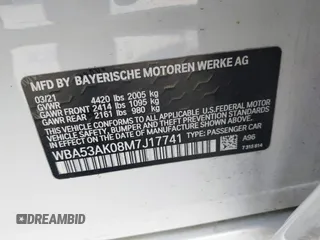 MFD BY BAYERISCHE MOTOREN WERKE AG
03/21
GVWR 4420 lbs 2005 kg
GAWR FRONT 2414 lbs 1095 kg
GAWR REAR 2161 lbs 980 kg
THIS VEHICLE CONFORMS TO ALL APPLICABLE U.S. FEDERAL MOTOR VEHICLE
SAFETY, BUMPER, AND THEFT PREVENTION STANDARDS IN EFFECT ON THE DATE OF
MANUFACTURE SHOWN ABOVE.
WBA53AK08M7J17741 TYPE: PASSENGER CAR
A96
DREAMBID